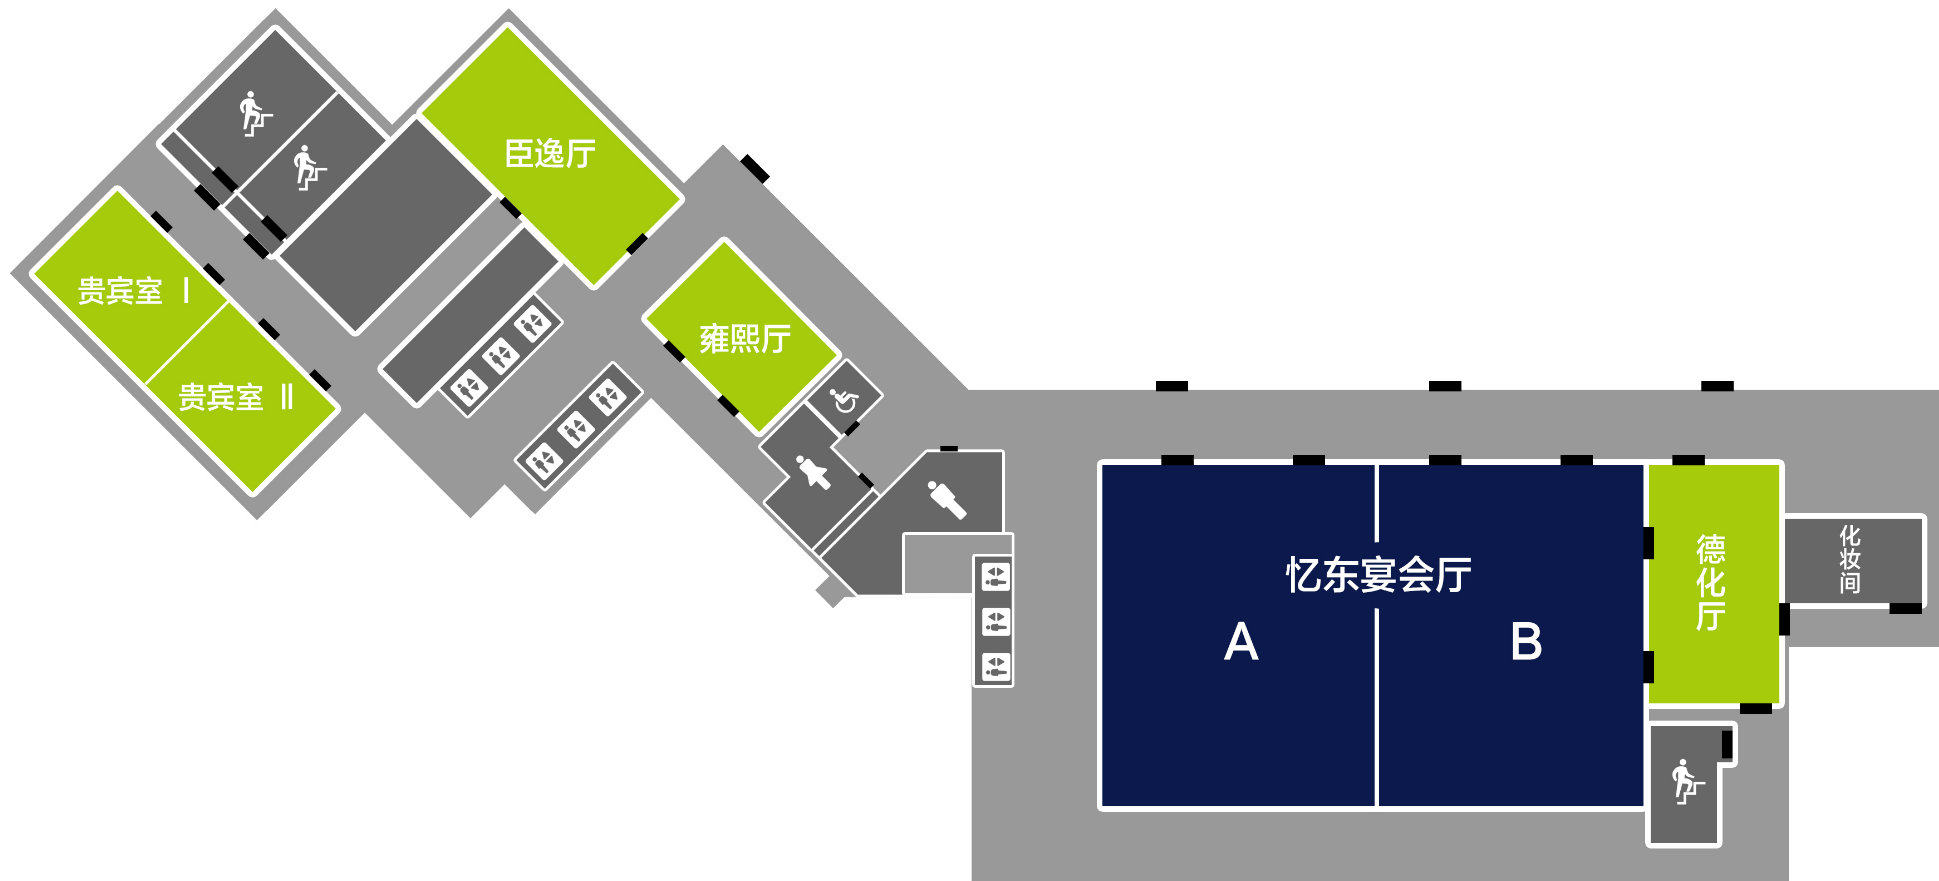 臣逸厅
贵宾室 Ⅰ
贵宾室 Ⅱ
雍熙厅
忆东宴会厅
A
B
德化厅
化妆间